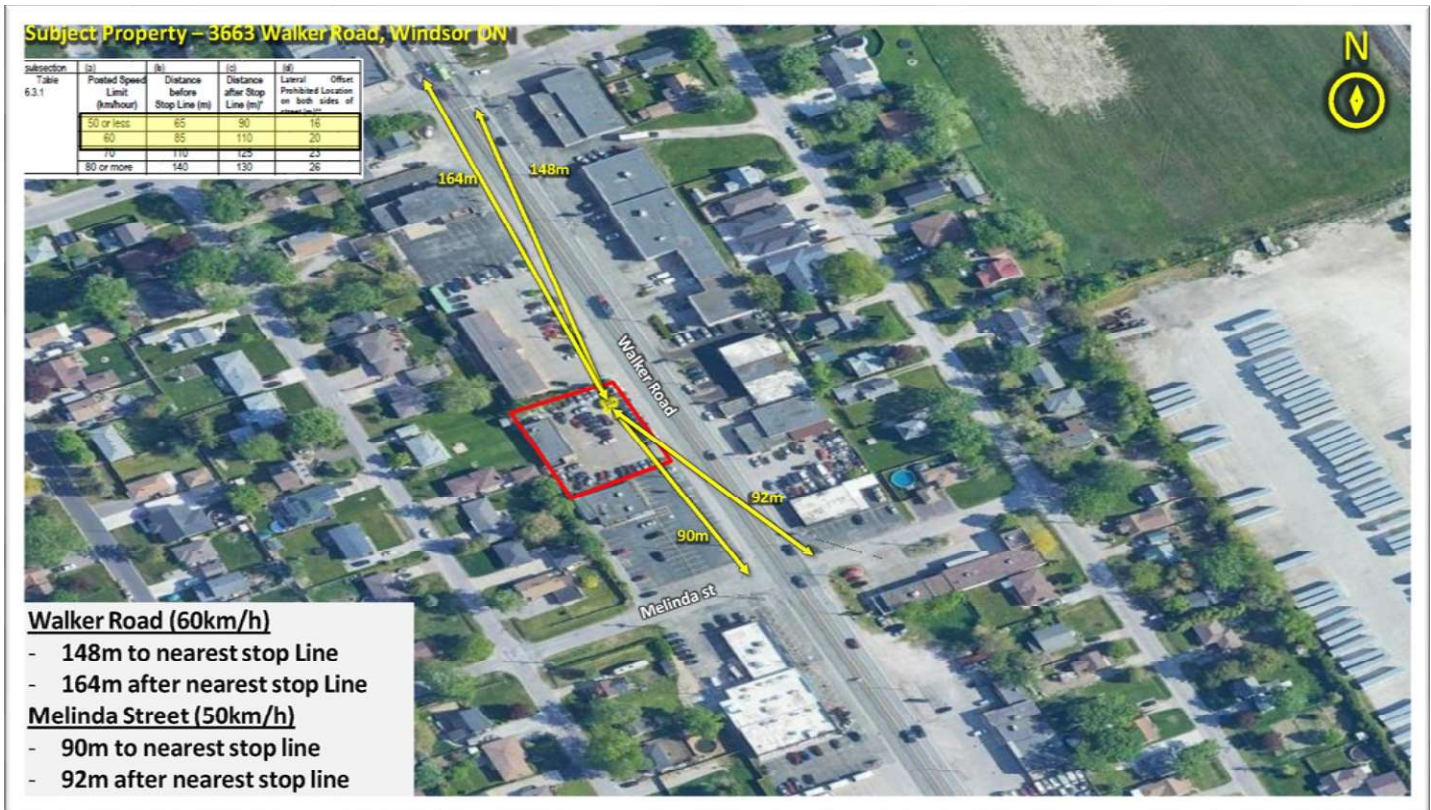 Subject Property – 3663 Walker Road, Windsor ON
N
subsection (a) (b) (c) (d)
Table 6.3.1
Posted Speed Limit (km/hour)
Distance before Stop Line (m)
Distance after Stop Line (m)*
Lateral Offset Prohibited Location on both sides of
50 or less 65 90 16
60 85 110 20
70 110 125 23
80 or more 140 130 26
164m
148m
Walker Road
92m
90m
Melinda st
Walker Road (60km/h)
- 148m to nearest stop Line
- 164m after nearest stop Line
Melinda Street (50km/h)
- 90m to nearest stop line
- 92m after nearest stop line